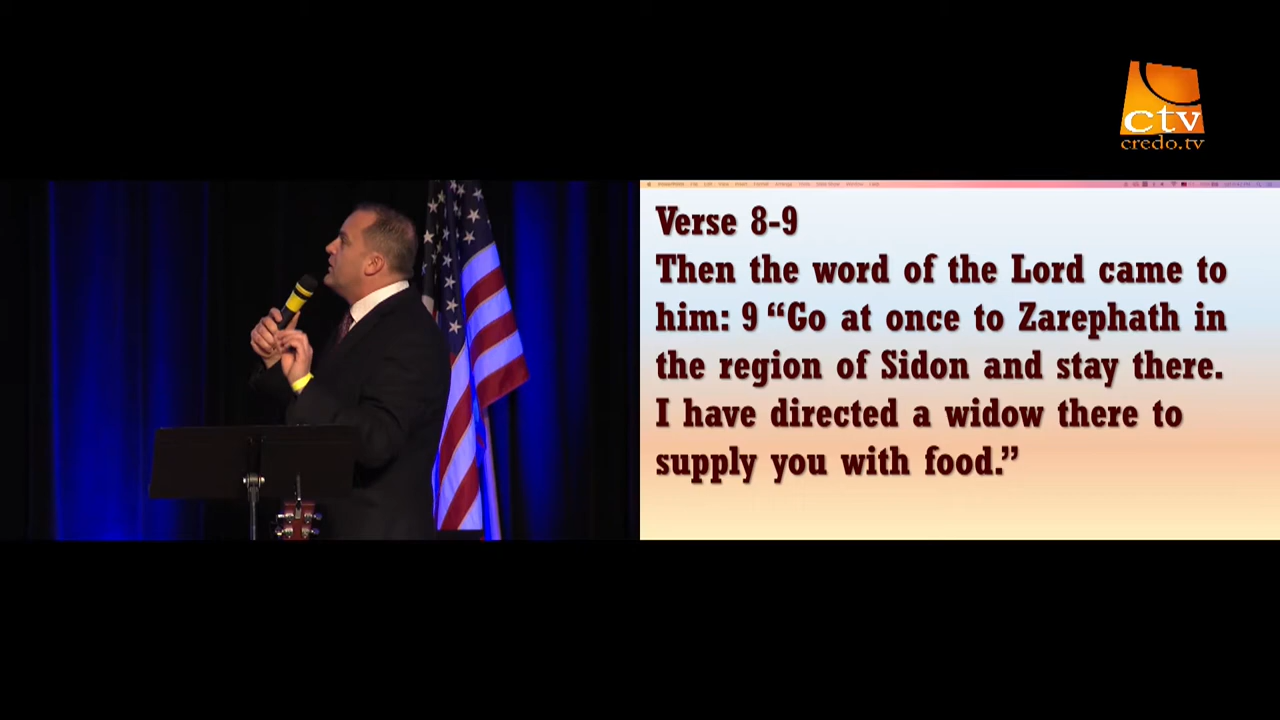 ctv
credo.tv
Verse 8-9
Then the word of the Lord came to
him: 9 “Go at once to Zarephath in
the region of Sidon and stay there.
I have directed a widow there to
supply you with food.”